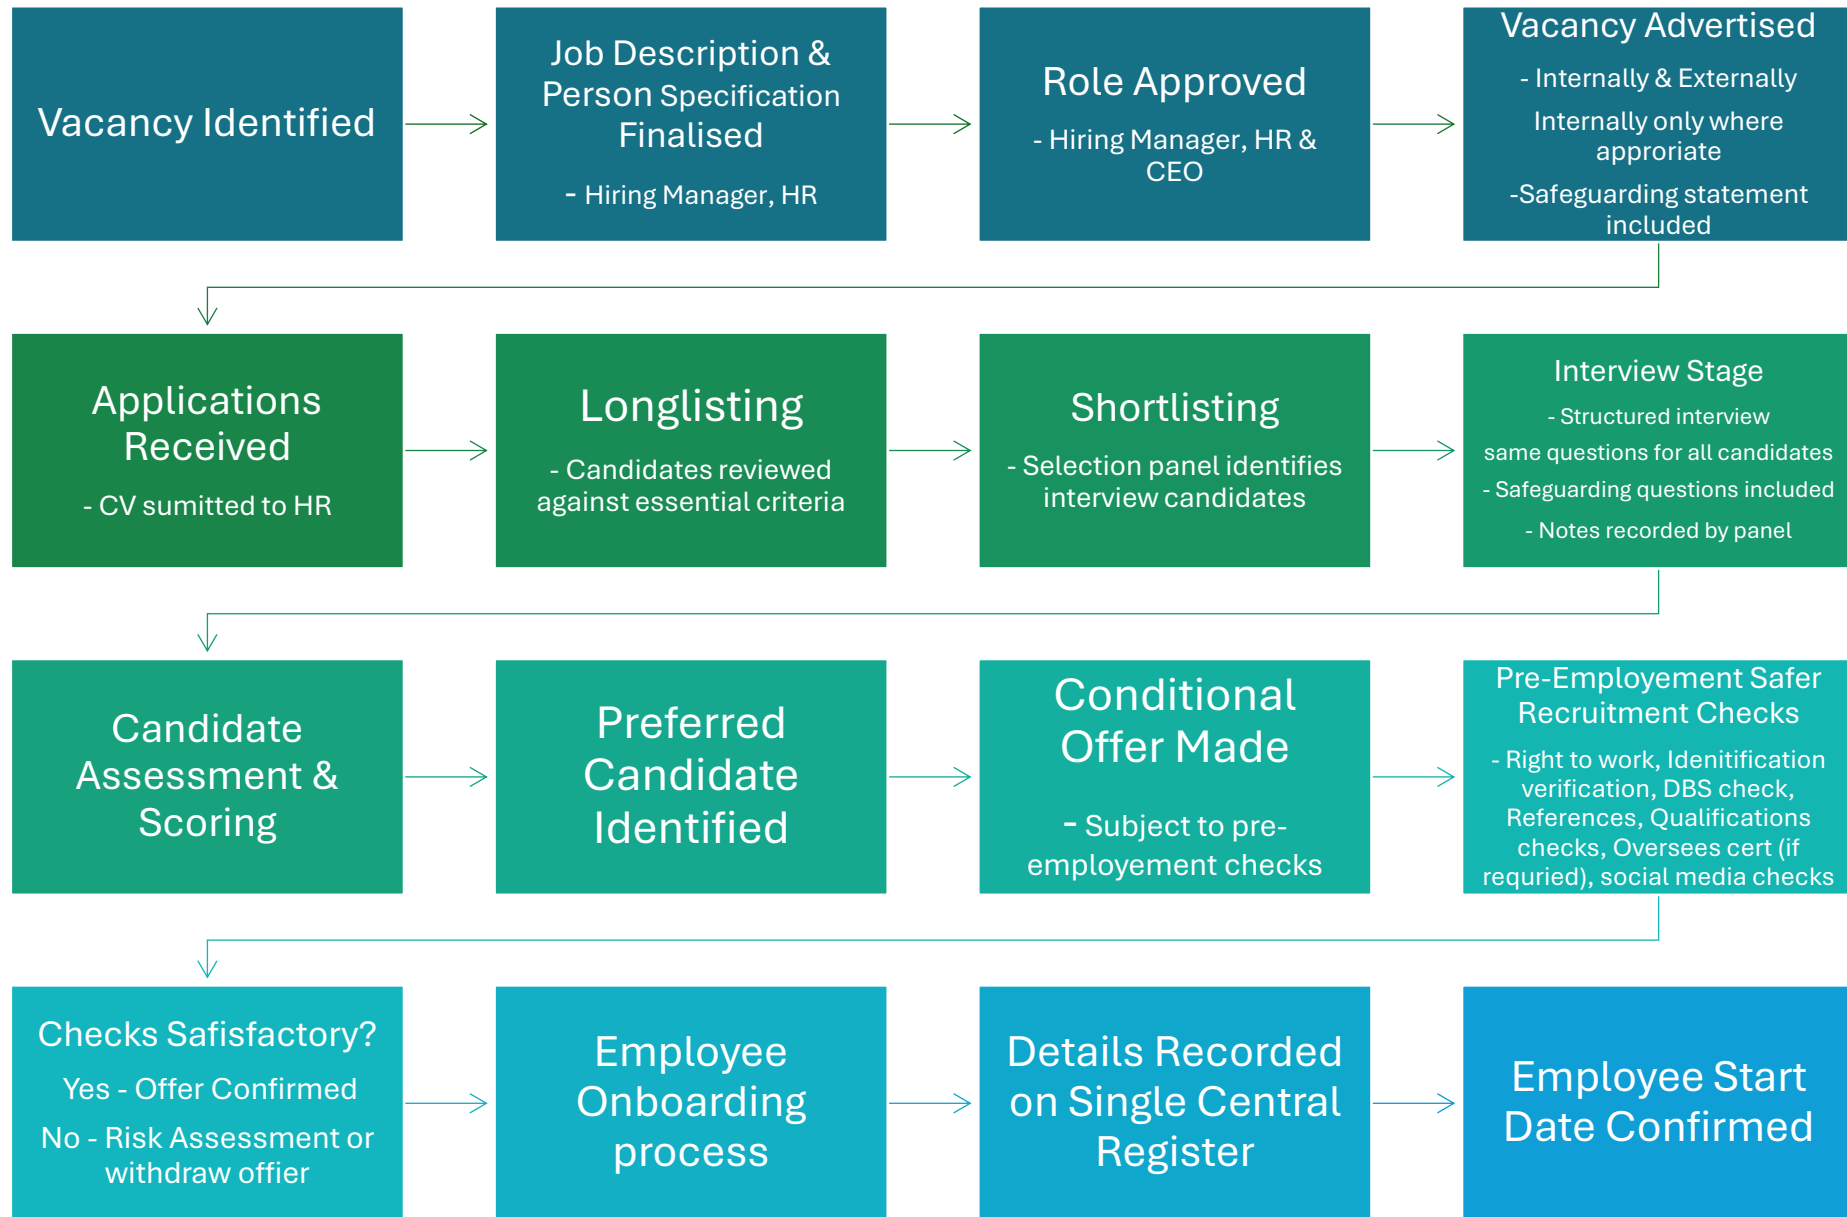 Vacancy Identified
Job Description &
Person Specification
Finalised
- Hiring Manager, HR
Role Approved
- Hiring Manager, HR &
CEO
Vacancy Advertised
- Internally & Externally
Internally only where
approriate
-Safeguarding statement
included
Applications
Received
- CV sumitted to HR
Longlisting
- Candidates reviewed
against essential criteria
Shortlisting
- Selection panel identifies
interview candidates
Interview Stage
- Structured interview
same questions for all candidates
- Safeguarding questions included
- Notes recorded by panel
Candidate
Assessment &
Scoring
Preferred
Candidate
Identified
Conditional
Offer Made
- Subject to pre-
employement checks
Pre-Employement Safer
Recruitment Checks
- Right to work, Idenitification
verification, DBS check,
References, Qualifications
checks, Oversees cert (if
requried), social media checks
Checks Safisfactory?
Yes - Offer Confirmed
No - Risk Assessment or
withdraw offier
Employee
Onboarding
process
Details Recorded
on Single Central
Register
Employee Start
Date Confirmed